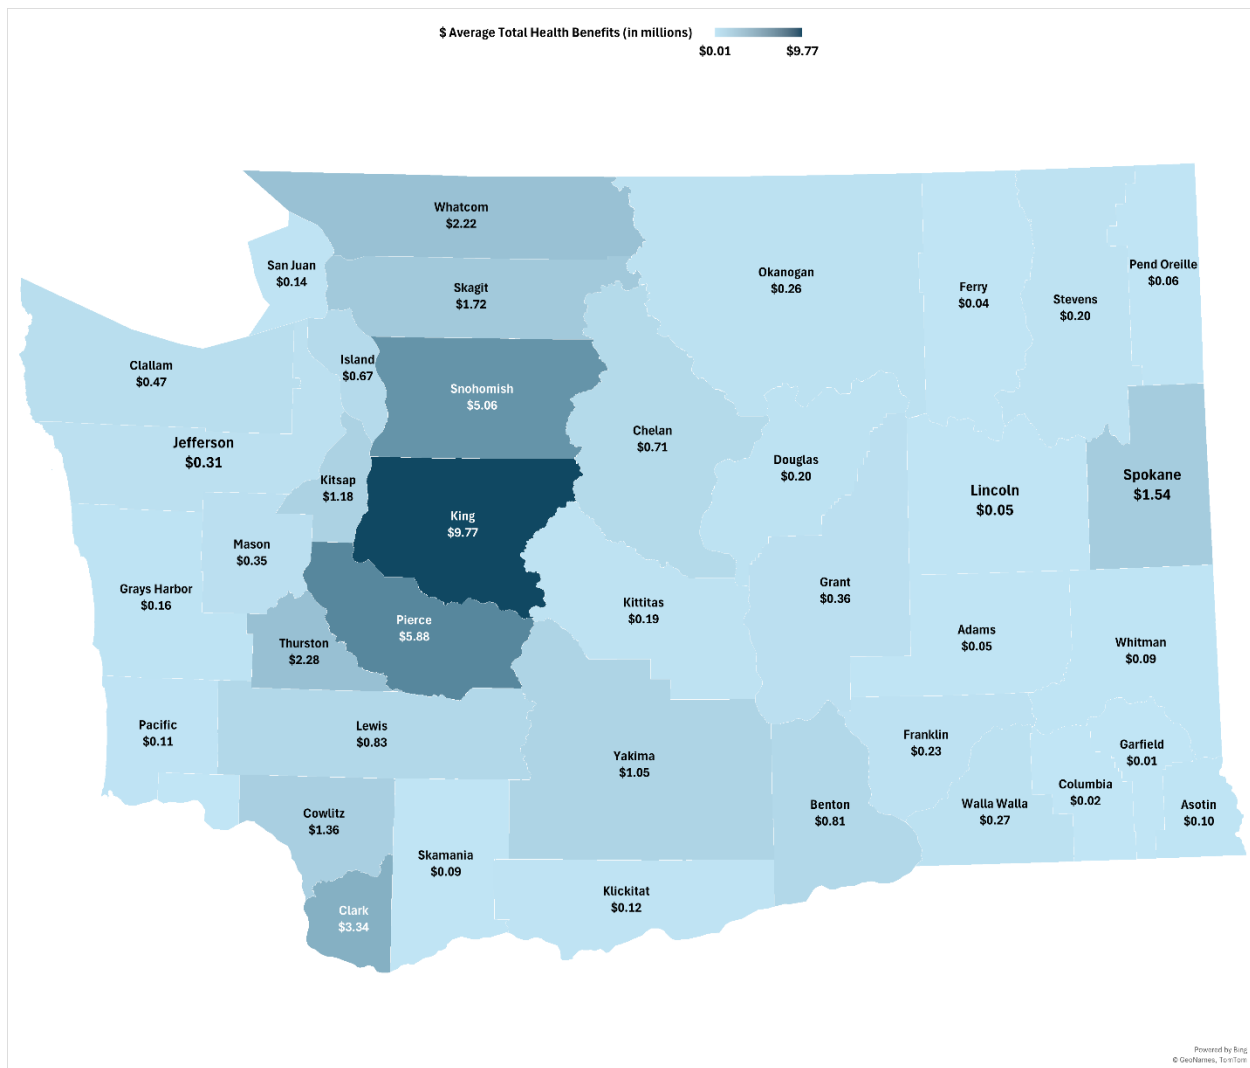 $ Average Total Health Benefits (in millions)
$0.01 $9.77
Whatcom
$2.22
San Juan
$0.14
Skagit
$1.72
Okanogan
$0.26
Ferry
$0.04
Stevens
$0.20
Pend Oreille
$0.06
Clallam
$0.47
Island
$0.67
Snohomish
$5.06
Chelan
$0.71
Jefferson
$0.31
Kitsap
$1.18
Douglas
$0.20
Lincoln
$0.05
Spokane
$1.54
King
$9.77
Mason
$0.35
Grays Harbor
$0.16
Kittitas
$0.19
Grant
$0.36
Thurston
$2.28
Pierce
$5.88
Adams
$0.05
Whitman
$0.09
Pacific
$0.11
Lewis
$0.83
Yakima
$1.05
Franklin
$0.23
Garfield
$0.01
Cowlitz
$1.36
Benton
$0.81
Walla Walla
$0.27
Columbia
$0.02
Asotin
$0.10
Skamania
$0.09
Klickitat
$0.12
Clark
$3.34
Powered by Bing
© GeoNames, TomTom